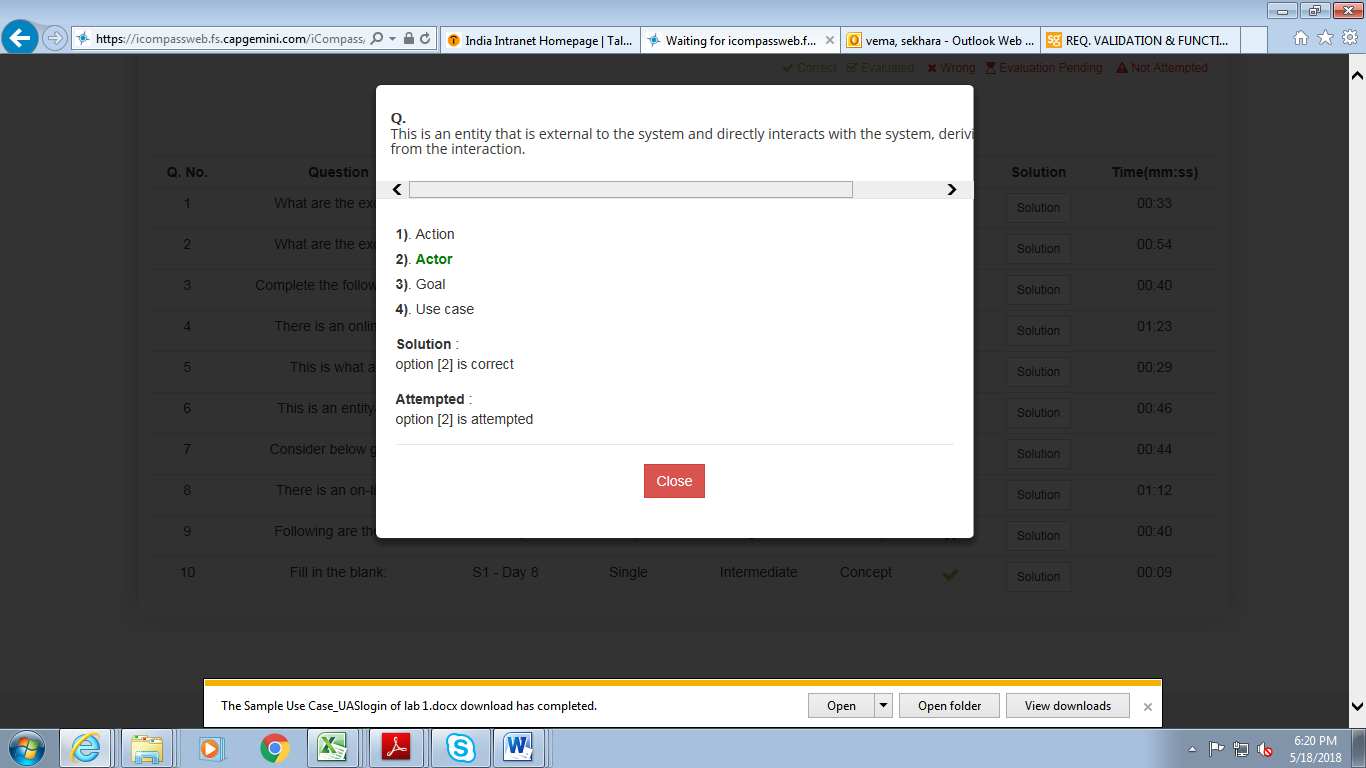 https://icompassweb.fs.capgemini.com/iCompass/
India Intranet Homepage | Tal...
Waiting for icompassweb.f...
vema, sekhara - Outlook Web ...
sg REQ. VALIDATION & FUNCTI...
Correct Evaluated Wrong Evaluation Pending Not Attempted
Q.
This is an entity that is external to the system and directly interacts with the system, derivi
from the interaction.
Q. No. Question Solution Time(mm:ss)
1 What are the exc Solution 00:33
2 What are the exc Solution 00:54
3 Complete the follow Solution 00:40
4 There is an onlin Solution 01:23
5 This is what a Solution 00:29
6 This is an entity Solution 00:46
7 Consider below g Solution 00:44
8 There is an on-li Solution 01:12
9 Following are the Solution 00:40
10 Fill in the blank: S1 - Day 8 Single Intermediate Concept Solution 00:09
1). Action
2). Actor
3). Goal
4). Use case
Solution :
option [2] is correct
Attempted :
option [2] is attempted
Close
The Sample Use Case_UASlogin of lab 1.docx download has completed.
Open
Open folder
View downloads
6:20 PM
5/18/2018